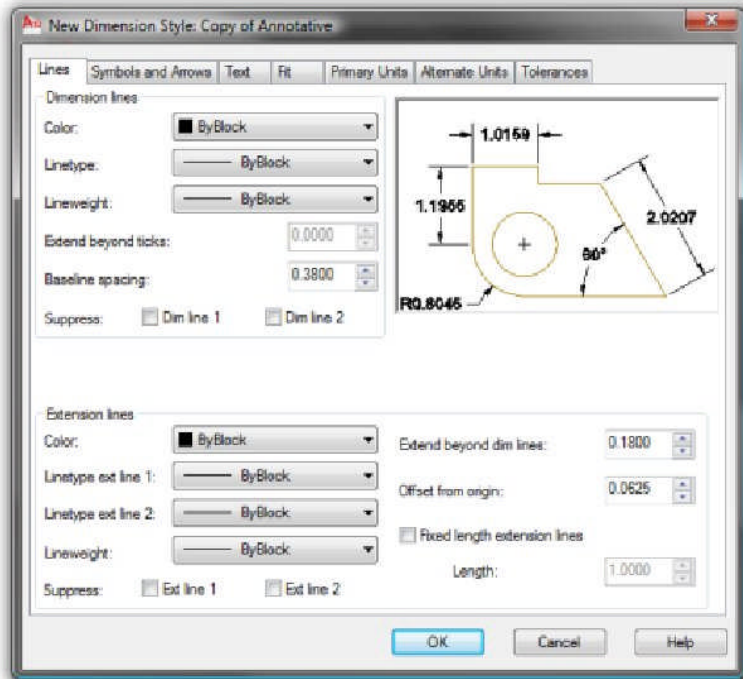 New Dimension Style: Copy of Annotative
Lines Symbols and Arrows Text Fit Primary Units Alternate Units Tolerances
Dimension lines
Color: ByBlock
Linetype: ByBlock
Lineweight: ByBlock
Extend beyond ticks: 0.0000
Baseline spacing: 0.3800
Suppress: Dim line 1 Dim line 2
1.0159
1.1955
2.0207
60°
R0.8045
Extension lines
Color: ByBlock
Linetype ext line 1: ByBlock
Linetype ext line 2: ByBlock
Lineweight: ByBlock
Suppress: Ext line 1 Ext line 2
Extend beyond dim lines: 0.1800
Offset from origin: 0.0625
Fixed length extension lines
Length: 1.0000
OK Cancel Help